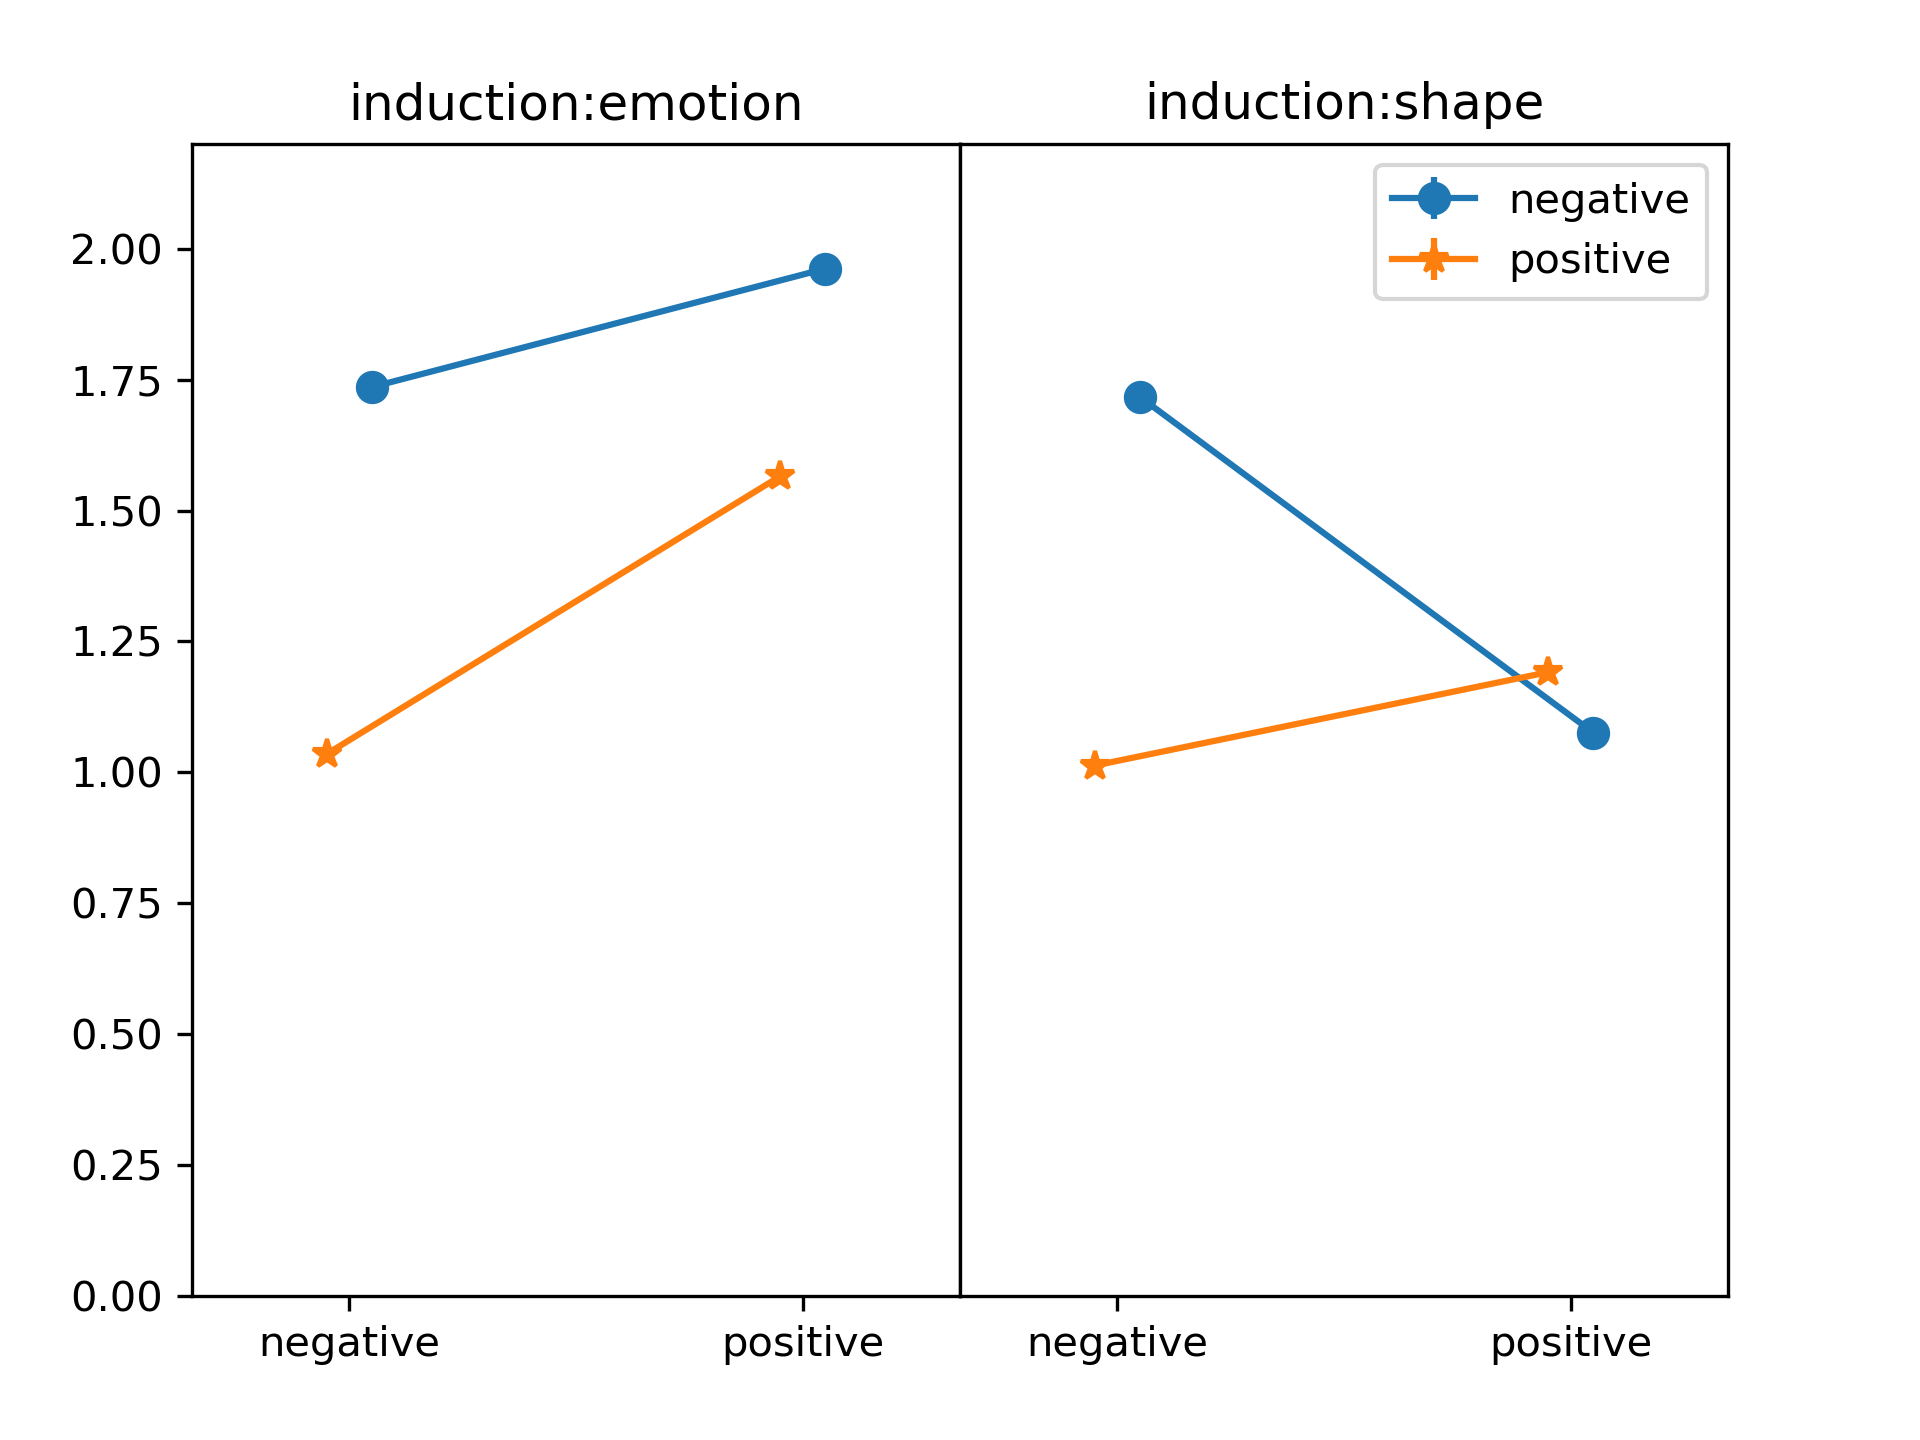 induction:emotion
induction:shape
negative
positive
2.00
1.75
1.50
1.25
1.00
0.75
0.50
0.25
0.00
negative
positive
negative
positive